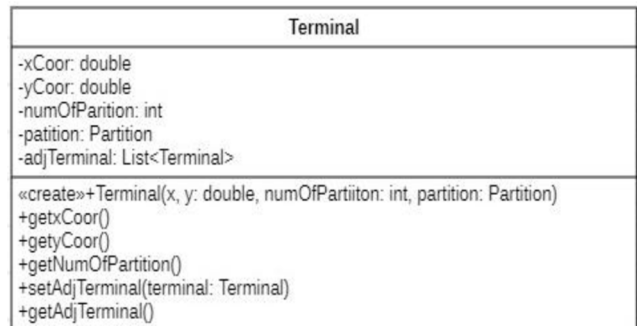 Terminal
-xCoor: double
-yCoor: double
-numOfParition: int
-patition: Partition
-adjTerminal: List<Terminal>
«create»+Terminal(x, y: double, numOfPartiiton: int, partition: Partition)
+getxCoor()
+getyCoor()
+getNumOfPartition()
+setAdjTerminal(terminal: Terminal)
+getAdjTerminal()